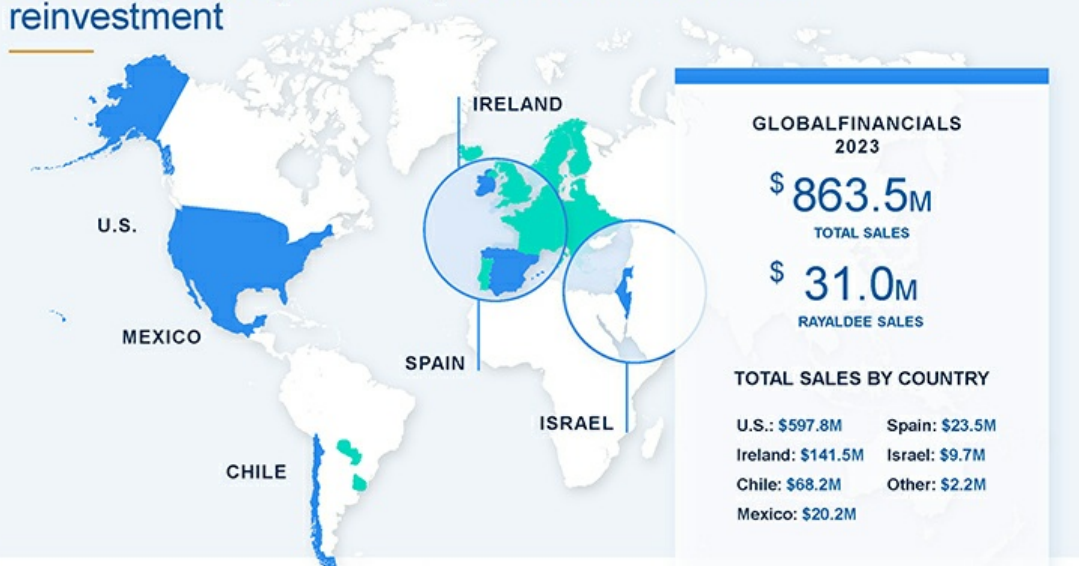 reinvestment
IRELAND
U.S.
MEXICO
SPAIN
ISRAEL
CHILE
GLOBALFINANCIALS
2023
$ 863.5M
TOTAL SALES
$ 31.0M
RAYALDEE SALES
TOTAL SALES BY COUNTRY
U.S.: $597.8M
Ireland: $141.5M
Chile: $68.2M
Mexico: $20.2M
Spain: $23.5M
Israel: $9.7M
Other: $2.2M